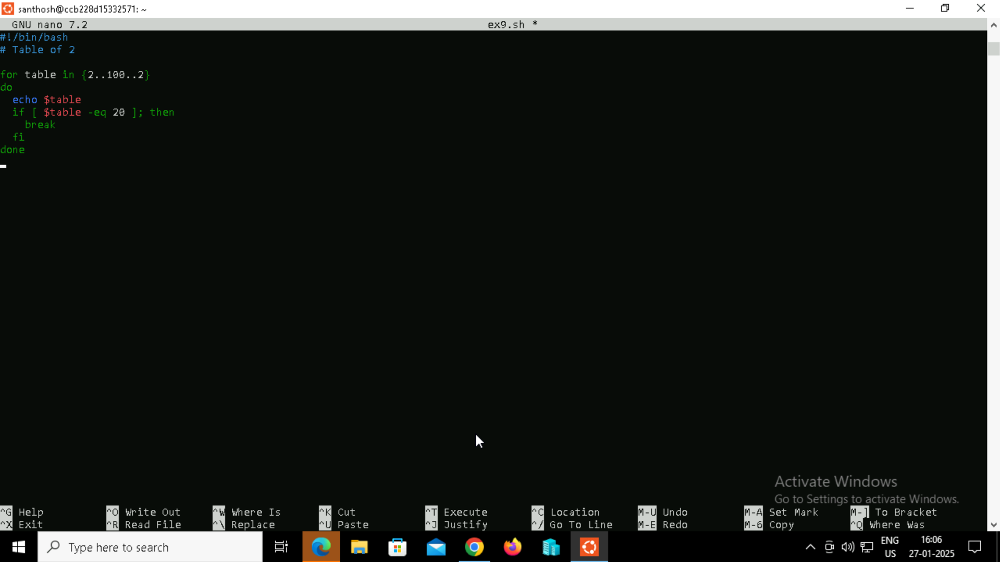 santhosh@ccb228d15332571: ~
GNU nano 7.2 ex9.sh *
#!/bin/bash
# Table of 2
for table in {2..100..2}
do
  echo $table
  if [ $table -eq 20 ]; then
    break
  fi
done
Activate Windows
Go to Settings to activate Windows.
^G Help ^O Write Out ^W Where Is ^K Cut ^T Execute ^C Location M-U Undo M-A Set Mark M-] To Bracket
^X Exit ^R Read File ^\ Replace ^U Paste ^J Justify ^/ Go To Line M-E Redo M-6 Copy ^Q Where Was
Type here to search
ENG
US
16:06
27-01-2025